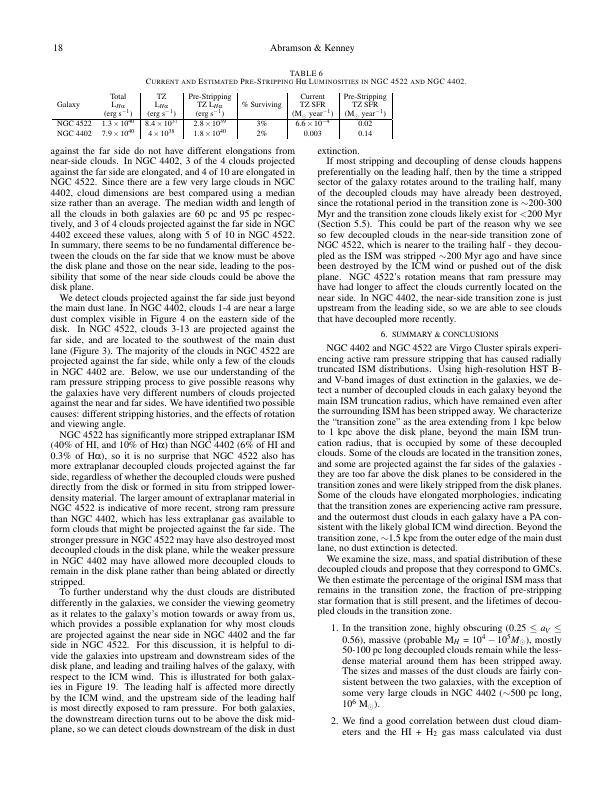 18
Abramson & Kenney
TABLE 6
CURRENT AND ESTIMATED PRE-STRIPPING Hα LUMINOSITIES IN NGC 4522 AND NGC 4402.
Galaxy | Total L_Hα (erg s⁻¹) | TZ L_Hα (erg s⁻¹) | Pre-Stripping TZ L_Hα (erg s⁻¹) | % Surviving | Current TZ SFR (M⊙ year⁻¹) | Pre-Stripping TZ SFR (M⊙ year⁻¹)
NGC 4522 | 1.3 × 10⁴⁰ | 8.4 × 10³⁷ | 2.8 × 10³⁹ | 3% | 6.6 × 10⁻⁴ | 0.02
NGC 4402 | 7.9 × 10⁴⁰ | 4 × 10³⁸ | 1.8 × 10⁴⁰ | 2% | 0.003 | 0.14
against the far side do not have different elongations from
near-side clouds. In NGC 4402, 3 of the 4 clouds projected
against the far side are elongated, and 4 of 10 are elongated in
NGC 4522. Since there are a few very large clouds in NGC
4402, cloud dimensions are best compared using a median
size rather than an average. The median width and length of
all the clouds in both galaxies are 60 pc and 95 pc respec-
tively, and 3 of 4 clouds projected against the far side in NGC
4402 exceed these values, along with 5 of 10 in NGC 4522.
In summary, there seems to be no fundamental difference be-
tween the clouds on the far side that we know must be above
the disk plane and those on the near side, leading to the pos-
sibility that some of the near side clouds could be above the
disk plane.
We detect clouds projected against the far side just beyond
the main dust lane. In NGC 4402, clouds 1-4 are near a large
dust complex visible in Figure 4 on the eastern side of the
disk. In NGC 4522, clouds 3-13 are projected against the
far side, and are located to the southwest of the main dust
lane (Figure 3). The majority of the clouds in NGC 4522 are
projected against the far side, while only a few of the clouds
in NGC 4402 are. Below, we use our understanding of the
ram pressure stripping process to give possible reasons why
the galaxies have very different numbers of clouds projected
against the near and far sides. We have identified two possible
causes: different stripping histories, and the effects of rotation
and viewing angle.
NGC 4522 has significantly more stripped extraplanar ISM
(40% of HI, and 10% of Hα) than NGC 4402 (6% of HI and
0.3% of Hα), so it is no surprise that NGC 4522 also has
more extraplanar decoupled clouds projected against the far
side, regardless of whether the decoupled clouds were pushed
directly from the disk or formed in situ from stripped lower-
density material. The larger amount of extraplanar material in
NGC 4522 is indicative of more recent, strong ram pressure
than NGC 4402, which has less extraplanar gas available to
form clouds that might be projected against the far side. The
stronger pressure in NGC 4522 may have also destroyed most
decoupled clouds in the disk plane, while the weaker pressure
in NGC 4402 may have allowed more decoupled clouds to
remain in the disk plane rather than being ablated or directly
stripped.
To further understand why the dust clouds are distributed
differently in the galaxies, we consider the viewing geometry
as it relates to the galaxy's motion towards or away from us,
which provides a possible explanation for why most clouds
are projected against the near side in NGC 4402 and the far
side in NGC 4522. For this discussion, it is helpful to di-
vide the galaxies into upstream and downstream sides of the
disk plane, and leading and trailing halves of the galaxy, with
respect to the ICM wind. This is illustrated for both galax-
ies in Figure 19. The leading half is affected more directly
by the ICM wind, and the upstream side of the leading half
is most directly exposed to ram pressure. For both galaxies,
the downstream direction turns out to be above the disk mid-
plane, so we can detect clouds downstream of the disk in dust
extinction.
If most stripping and decoupling of dense clouds happens
preferentially on the leading half, then by the time a stripped
sector of the galaxy rotates around to the trailing half, many
of the decoupled clouds may have already been destroyed,
since the rotational period in the transition zone is ∼200-300
Myr and the transition zone clouds likely exist for <200 Myr
(Section 5.5). This could be part of the reason why we see
so few decoupled clouds in the near-side transition zone of
NGC 4522, which is nearer to the trailing half - they decou-
pled as the ISM was stripped ∼200 Myr ago and have since
been destroyed by the ICM wind or pushed out of the disk
plane. NGC 4522's rotation means that ram pressure may
have had longer to affect the clouds currently located on the
near side. In NGC 4402, the near-side transition zone is just
upstream from the leading side, so we are able to see clouds
that have decoupled more recently.
6. SUMMARY & CONCLUSIONS
NGC 4402 and NGC 4522 are Virgo Cluster spirals experi-
encing active ram pressure stripping that has caused radially
truncated ISM distributions. Using high-resolution HST B-
and V-band images of dust extinction in the galaxies, we de-
tect a number of decoupled clouds in each galaxy beyond the
main ISM truncation radius, which have remained even after
the surrounding ISM has been stripped away. We characterize
the “transition zone” as the area extending from 1 kpc below
to 1 kpc above the disk plane, beyond the main ISM trun-
cation radius, that is occupied by some of these decoupled
clouds. Some of the clouds are located in the transition zones,
and some are projected against the far sides of the galaxies -
they are too far above the disk planes to be considered in the
transition zones and were likely stripped from the disk planes.
Some of the clouds have elongated morphologies, indicating
that the transition zones are experiencing active ram pressure,
and the outermost dust clouds in each galaxy have a PA con-
sistent with the likely global ICM wind direction. Beyond the
transition zone, ∼1.5 kpc from the outer edge of the main dust
lane, no dust extinction is detected.
We examine the size, mass, and spatial distribution of these
decoupled clouds and propose that they correspond to GMCs.
We then estimate the percentage of the original ISM mass that
remains in the transition zone, the fraction of pre-stripping
star formation that is still present, and the lifetimes of decou-
pled clouds in the transition zone.
1. In the transition zone, highly obscuring (0.25 ≤ a_V ≤
0.56), massive (probable M_H = 10⁴ − 10⁵M⊙), mostly
50-100 pc long decoupled clouds remain while the less-
dense material around them has been stripped away.
The sizes and masses of the dust clouds are fairly con-
sistent between the two galaxies, with the exception of
some very large clouds in NGC 4402 (∼500 pc long,
10⁶ M⊙).
2. We find a good correlation between dust cloud diam-
eters and the HI + H₂ gas mass calculated via dust